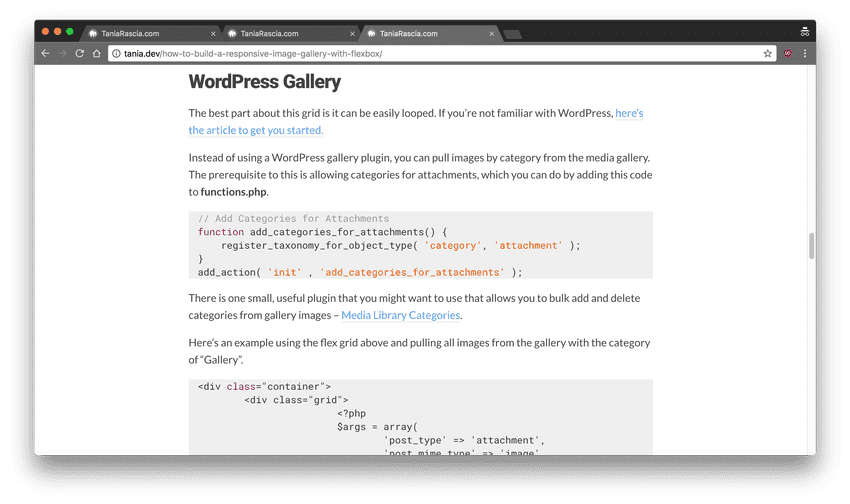 TaniaRascia.com
TaniaRascia.com
TaniaRascia.com
tania.dev/how-to-build-a-responsive-image-gallery-with-flexbox/
WordPress Gallery
The best part about this grid is it can be easily looped. If you're not familiar with WordPress, here's
the article to get you started.
Instead of using a WordPress gallery plugin, you can pull images by category from the media gallery.
The prerequisite to this is allowing categories for attachments, which you can do by adding this code
to functions.php.
// Add Categories for Attachments
function add_categories_for_attachments() {
    register_taxonomy_for_object_type( 'category', 'attachment' );
}
add_action( 'init' , 'add_categories_for_attachments' );
There is one small, useful plugin that you might want to use that allows you to bulk add and delete
categories from gallery images – Media Library Categories.
Here's an example using the flex grid above and pulling all images from the gallery with the category
of “Gallery”.
<div class="container">
        <div class="grid">
                        <?php
                        $args = array(
                                'post_type' => 'attachment',
                                'post_mime_type' => 'image'